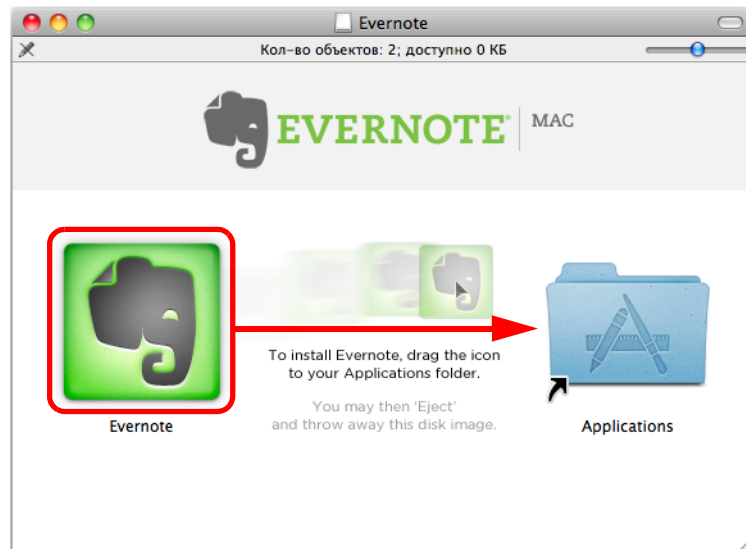 Evernote
Кол-во объектов: 2; доступно 0 КБ
EVERNOTE® MAC
To install Evernote, drag the icon
to your Applications folder.
You may then 'Eject'
and throw away this disk image.
Evernote
Applications